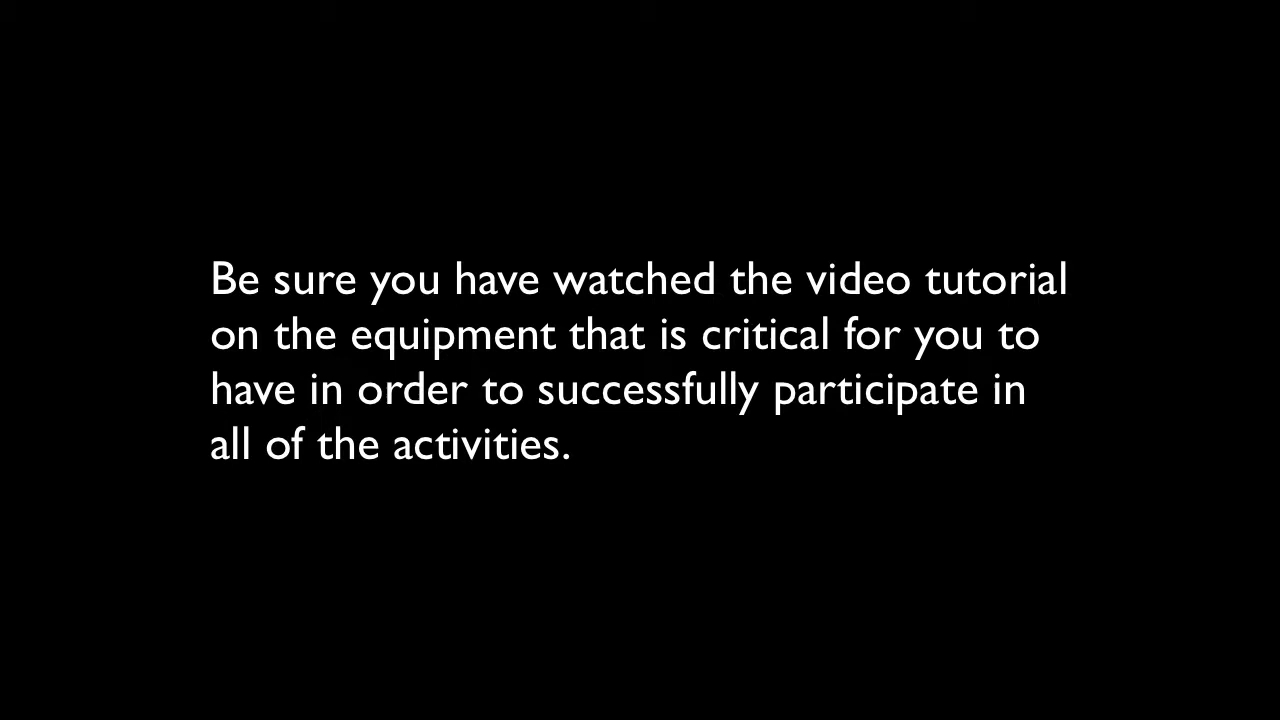 Be sure you have watched the video tutorial
on the equipment that is critical for you to
have in order to successfully participate in
all of the activities.